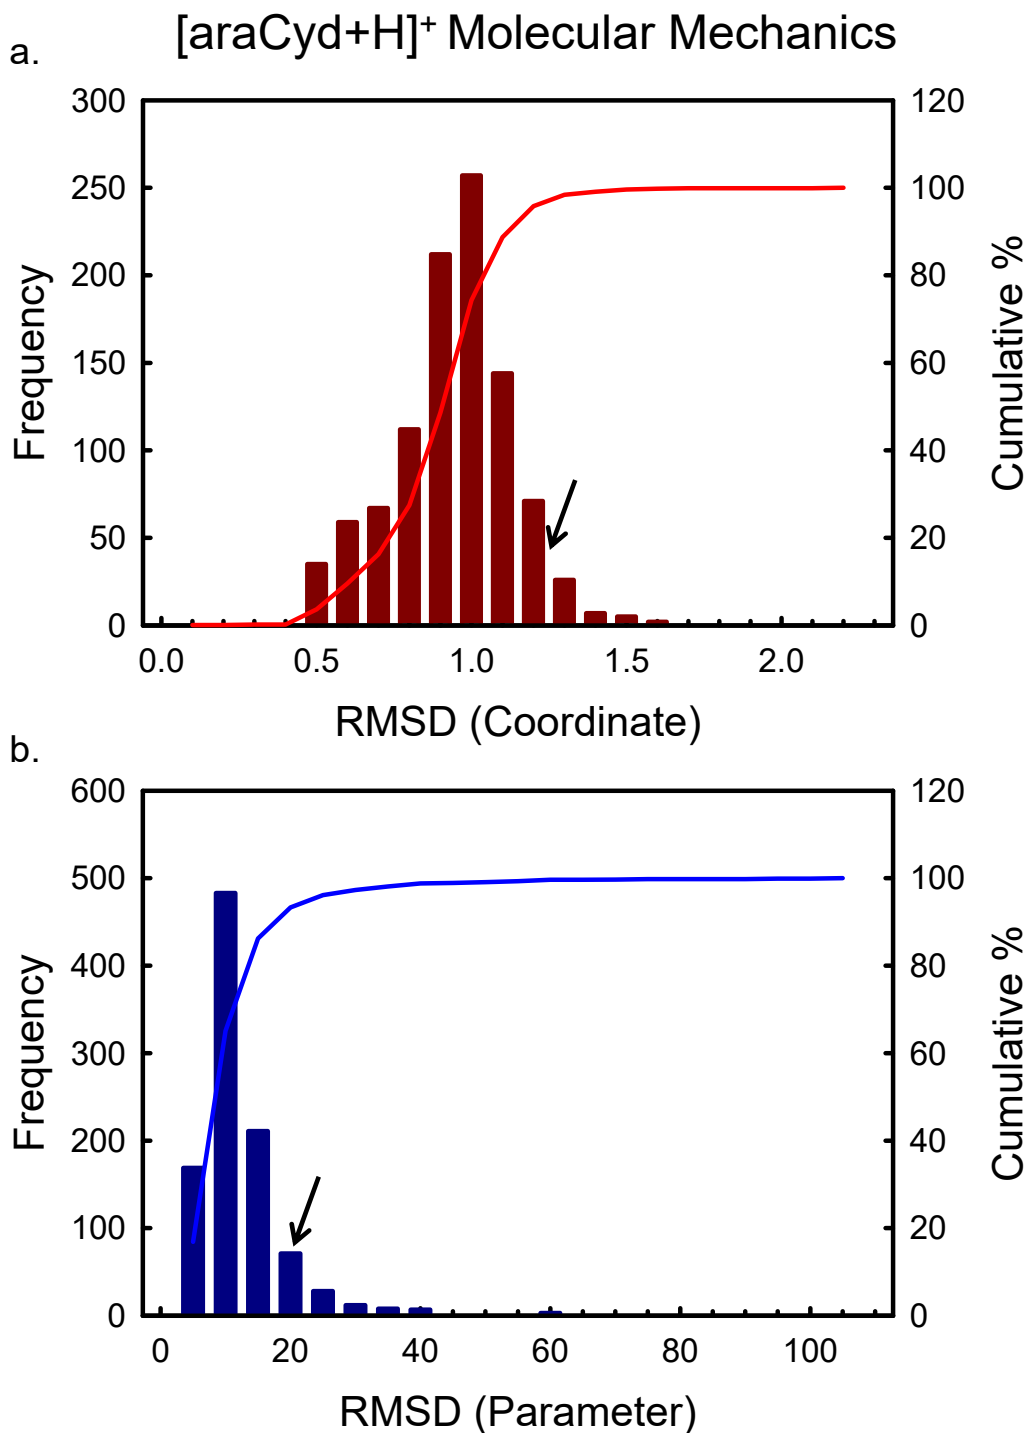 [araCyd+H]⁺ Molecular Mechanics
a.
300 120
250 100
200 80
150 60
100 40
50 20
0 0
Frequency
Cumulative %
0.0 0.5 1.0 1.5 2.0
RMSD (Coordinate)
b.
600 120
500 100
400 80
300 60
200 40
100 20
0 0
Frequency
Cumulative %
0 20 40 60 80 100
RMSD (Parameter)